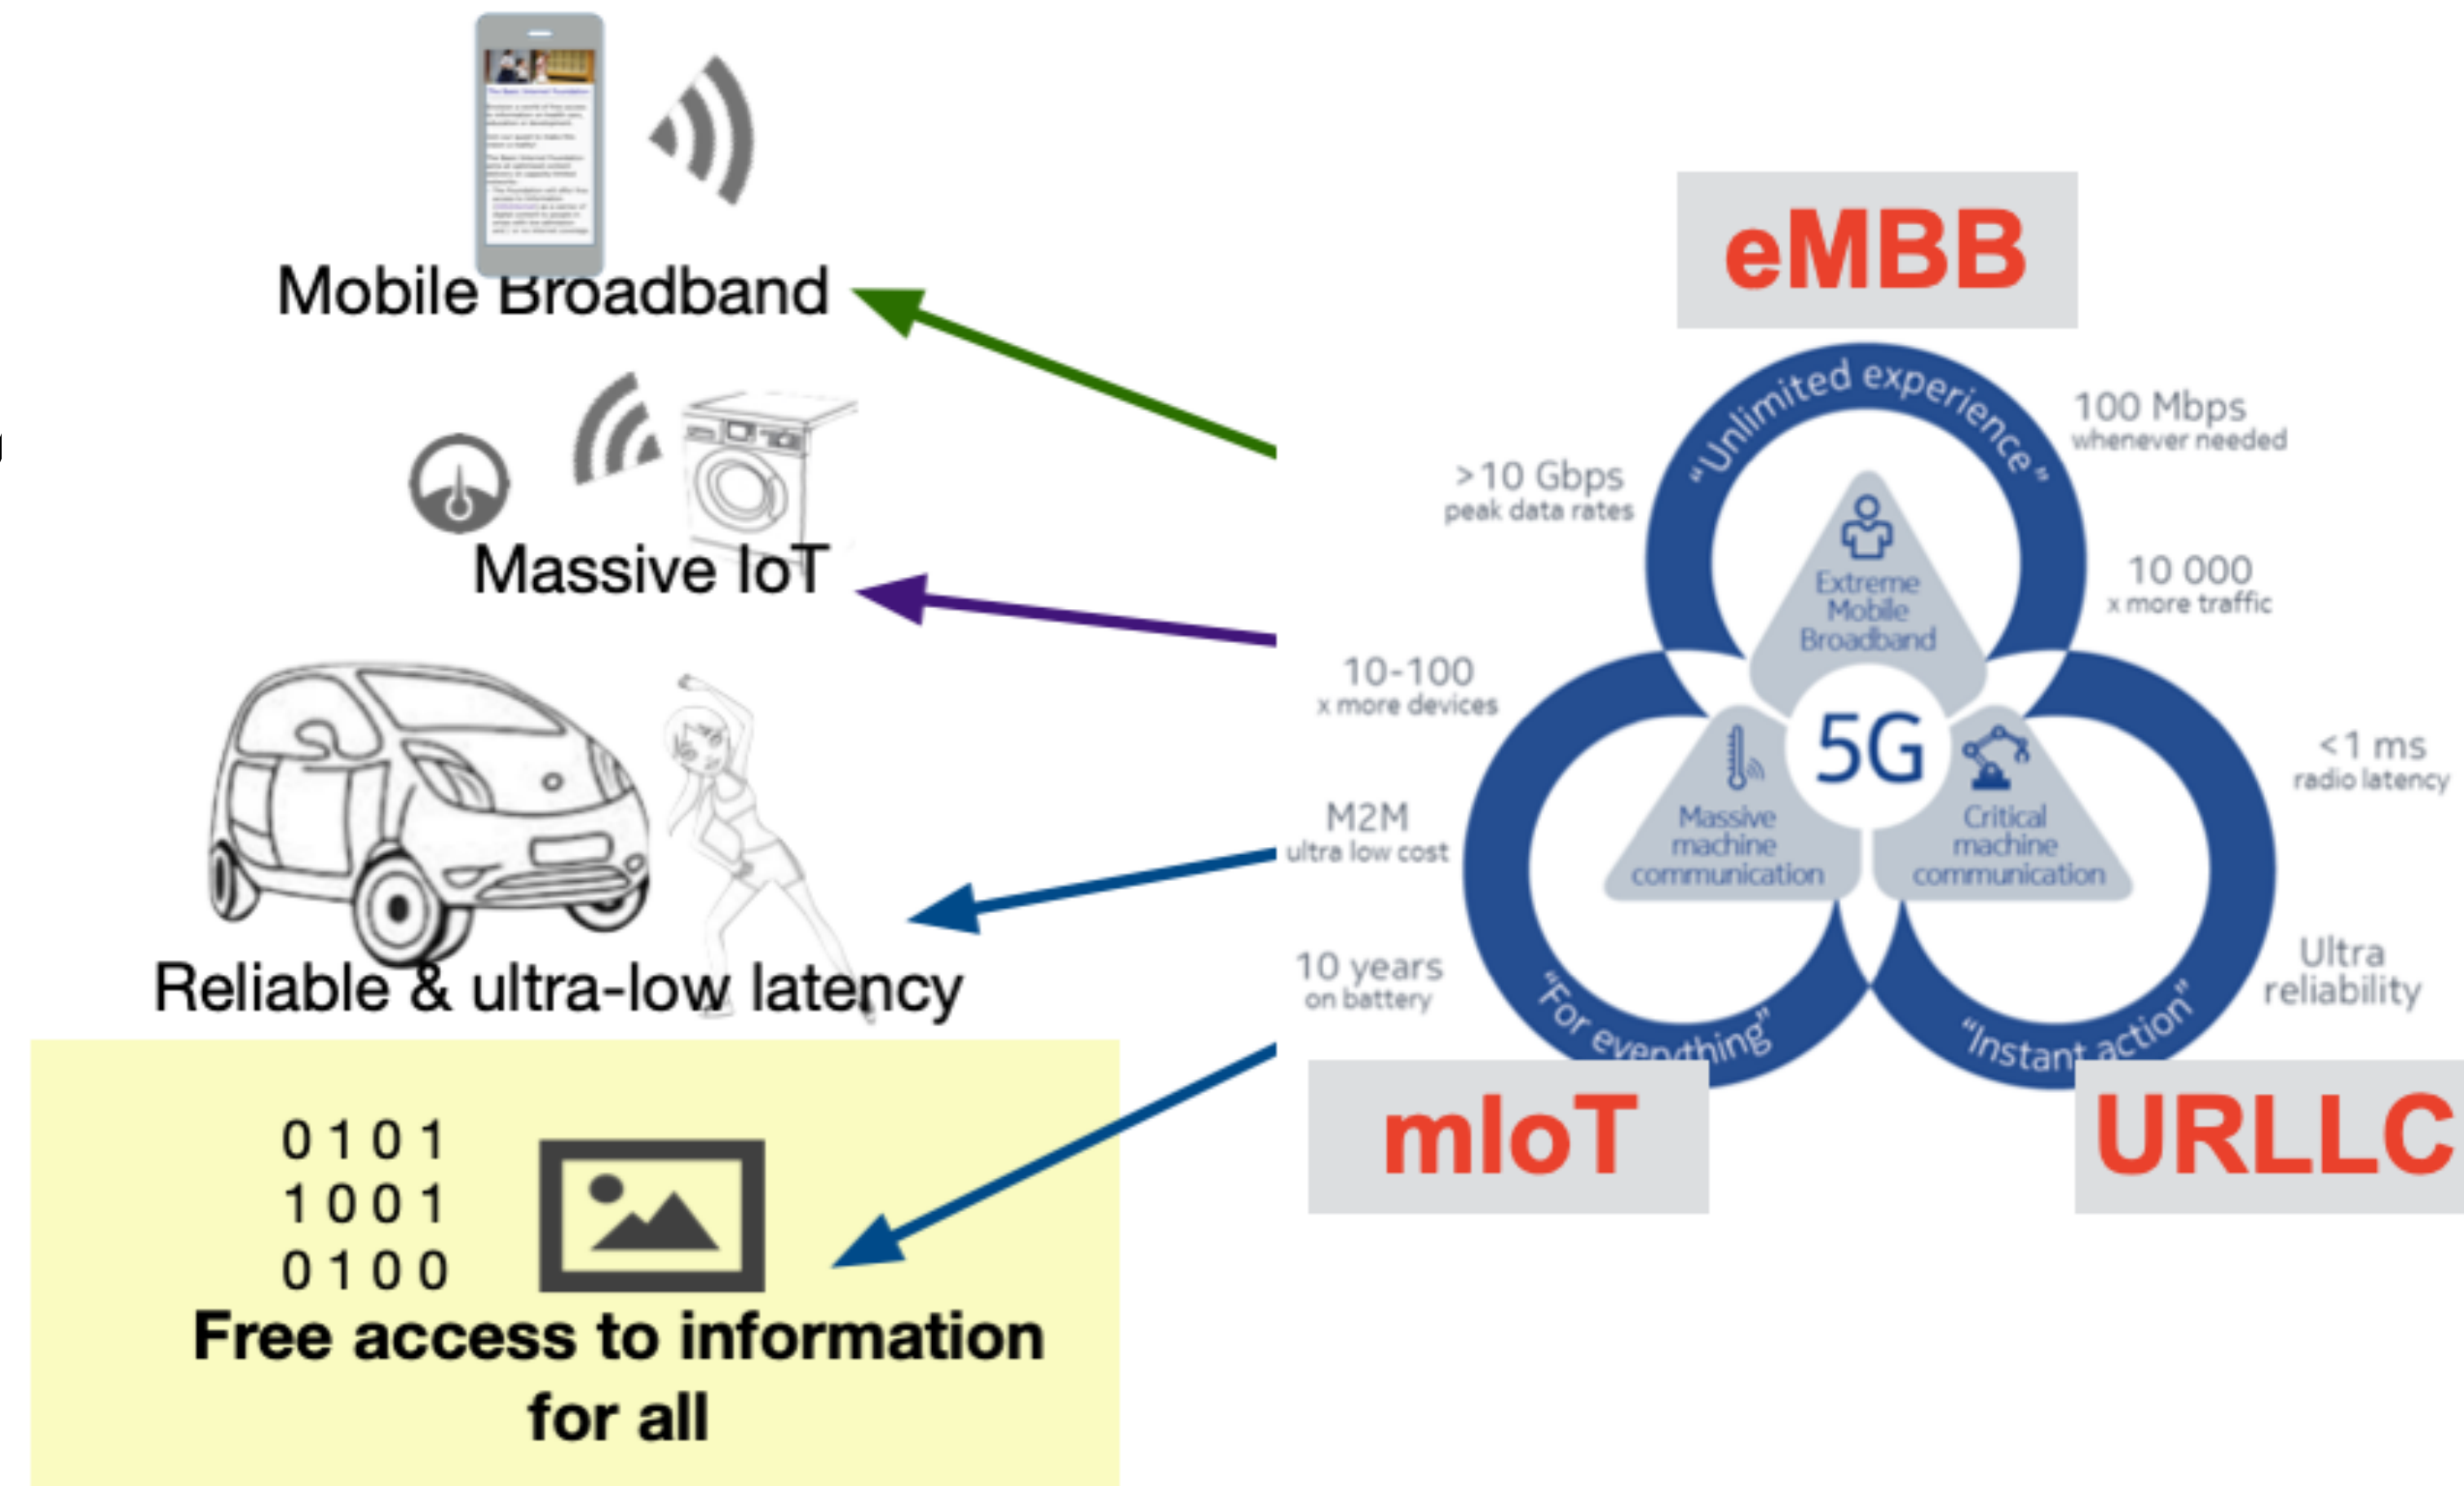 The Basic Internet Foundation
Mobile Broadband
Massive IoT
Reliable & ultra-low latency
0 1 0 1
1 0 0 1
0 1 0 0
Free access to information
for all
eMBB
"Unlimited experience"
100 Mbps
whenever needed
>10 Gbps
peak data rates
10 000
x more traffic
Extreme
Mobile
Broadband
10-100
x more devices
5G
<1 ms
radio latency
M2M
ultra low cost
Massive
machine
communication
Critical
machine
communication
10 years
on battery
Ultra
reliability
"For everything"
"Instant action"
mIoT
URLLC